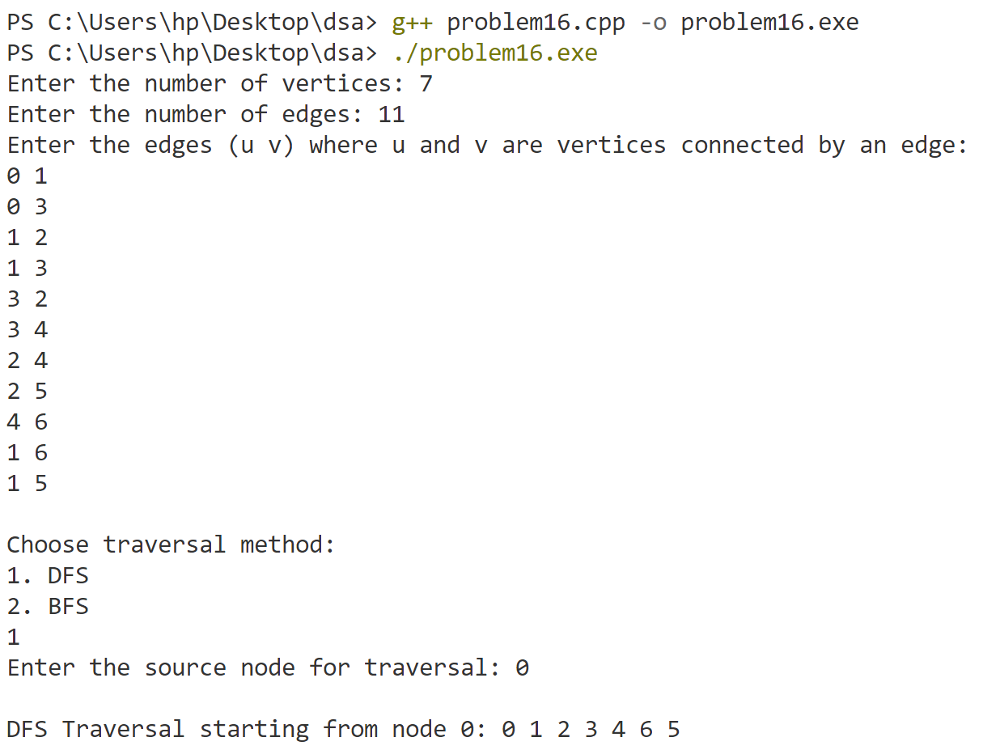 PS C:\Users\hp\Desktop\dsa> g++ problem16.cpp -o problem16.exe
PS C:\Users\hp\Desktop\dsa> ./problem16.exe
Enter the number of vertices: 7
Enter the number of edges: 11
Enter the edges (u v) where u and v are vertices connected by an edge:
0 1
0 3
1 2
1 3
3 2
3 4
2 4
2 5
4 6
1 6
1 5
Choose traversal method:
1. DFS
2. BFS
1
Enter the source node for traversal: 0
DFS Traversal starting from node 0: 0 1 2 3 4 6 5